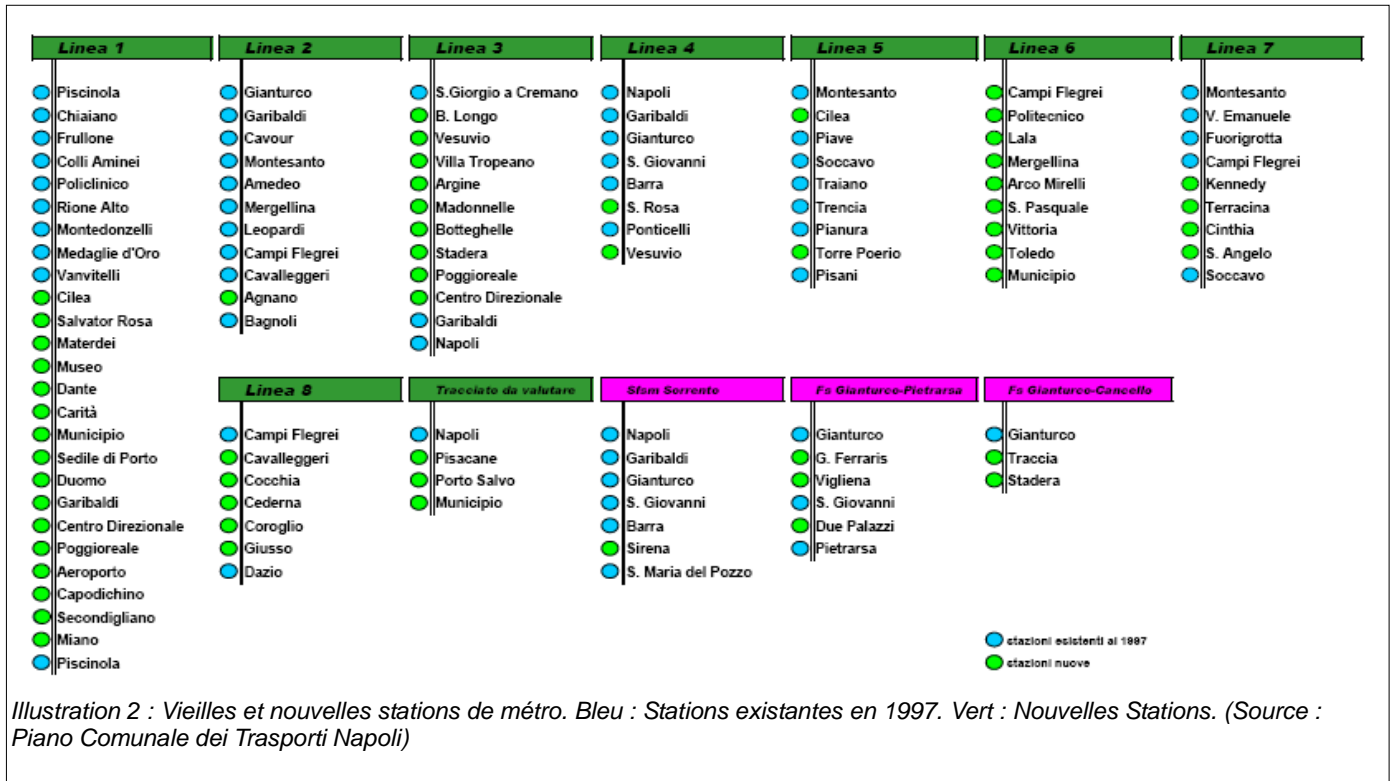 Linea 1
Piscinola
Chiaiano
Frullone
Colli Aminei
Policlinico
Rione Alto
Montedonzelli
Medaglie d'Oro
Vanvitelli
Cilea
Salvator Rosa
Materdei
Museo
Dante
Carità
Municipio
Sedile di Porto
Duomo
Garibaldi
Centro Direzionale
Poggioreale
Aeroporto
Capodichino
Secondigliano
Miano
Piscinola
Linea 2
Gianturco
Garibaldi
Cavour
Montesanto
Amedeo
Mergellina
Leopardi
Campi Flegrei
Cavalleggeri
Agnano
Bagnoli
Linea 3
S.Giorgio a Cremano
B. Longo
Vesuvio
Villa Tropeano
Argine
Madonnelle
Botteghelle
Stadera
Poggioreale
Centro Direzionale
Garibaldi
Napoli
Linea 4
Napoli
Garibaldi
Gianturco
S. Giovanni
Barra
S. Rosa
Ponticelli
Vesuvio
Linea 5
Montesanto
Cilea
Piave
Soccavo
Traiano
Trencia
Pianura
Torre Poerio
Pisani
Linea 6
Campi Flegrei
Politecnico
Lala
Mergellina
Arco Mirelli
S. Pasquale
Vittoria
Toledo
Municipio
Linea 7
Montesanto
V. Emanuele
Fuorigrotta
Campi Flegrei
Kennedy
Terracina
Cinthia
S. Angelo
Soccavo
Linea 8
Campi Flegrei
Cavalleggeri
Cocchia
Cederna
Coroglio
Giusso
Dazio
Tracciato da valutare
Napoli
Pisacane
Porto Salvo
Municipio
Sfsm Sorrento
Napoli
Garibaldi
Gianturco
S. Giovanni
Barra
Sirena
S. Maria del Pozzo
Fs Gianturco-Pietrarsa
Gianturco
G. Ferraris
Vigliena
S. Giovanni
Due Palazzi
Pietrarsa
Fs Gianturco-Cancello
Gianturco
Traccia
Stadera
stazioni esistenti al 1997
stazioni nuove
Illustration 2 : Vieilles et nouvelles stations de métro. Bleu : Stations existantes en 1997. Vert : Nouvelles Stations. (Source :
Piano Comunale dei Trasporti Napoli)